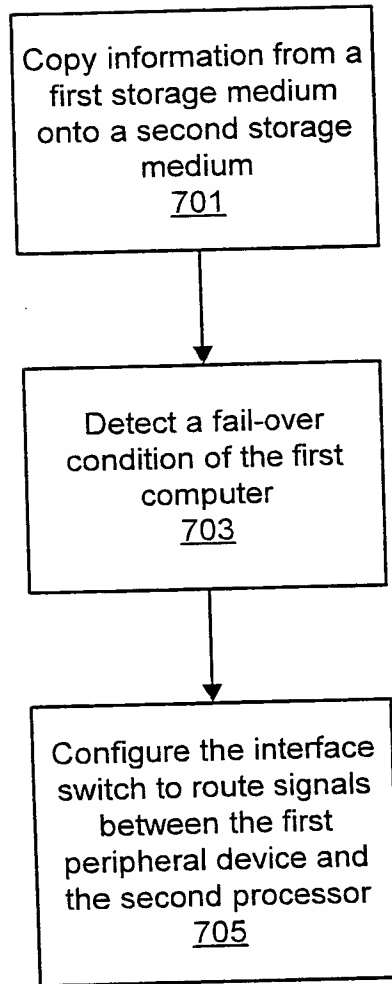 Copy information from a
first storage medium
onto a second storage
medium
701
Detect a fail-over
condition of the first
computer
703
Configure the interface
switch to route signals
between the first
peripheral device and
the second processor
705